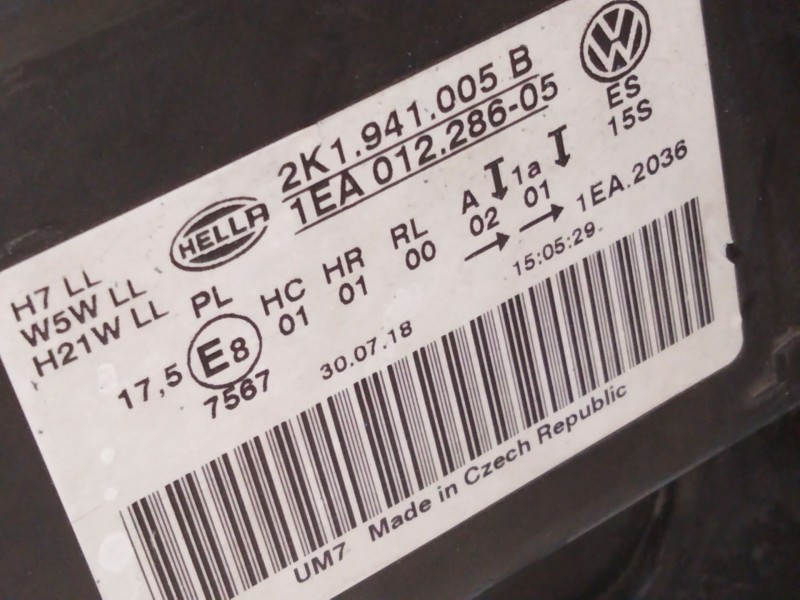 VW
2K1.941.005 B
1EA 012.286-05
ES
15S
HELLA
H7 LL
W5W LL
H21W LL
PL HC HR RL A 1a
01 01 00 02 01
1EA.2036
17,5 E8
7567
30.07.18
15:05:29
UM7 Made in Czech Republic